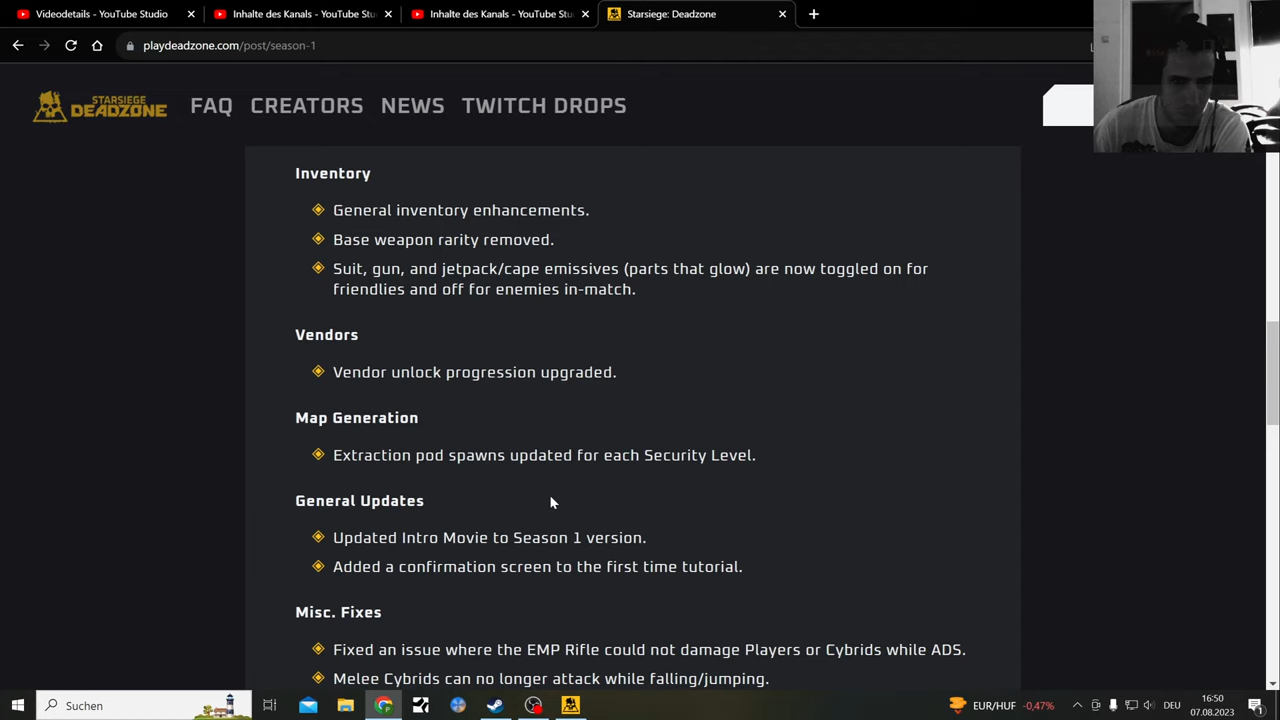 Videodetails - YouTube Studio
Inhalte des Kanals - YouTube Stu
Inhalte des Kanals - YouTube Stu
Starsiege: Deadzone
playdeadzone.com/post/season-1
STARSIEGE
DEADZONE
FAQ CREATORS NEWS TWITCH DROPS
Inventory
General inventory enhancements.
Base weapon rarity removed.
Suit, gun, and jetpack/cape emissives (parts that glow) are now toggled on for
friendlies and off for enemies in-match.
Vendors
Vendor unlock progression upgraded.
Map Generation
Extraction pod spawns updated for each Security Level.
General Updates
Updated Intro Movie to Season 1 version.
Added a confirmation screen to the first time tutorial.
Misc. Fixes
Fixed an issue where the EMP Rifle could not damage Players or Cybrids while ADS.
Melee Cybrids can no longer attack while falling/jumping.
Suchen
EUR/HUF -0,47%
DEU
16:50
07.08.2023